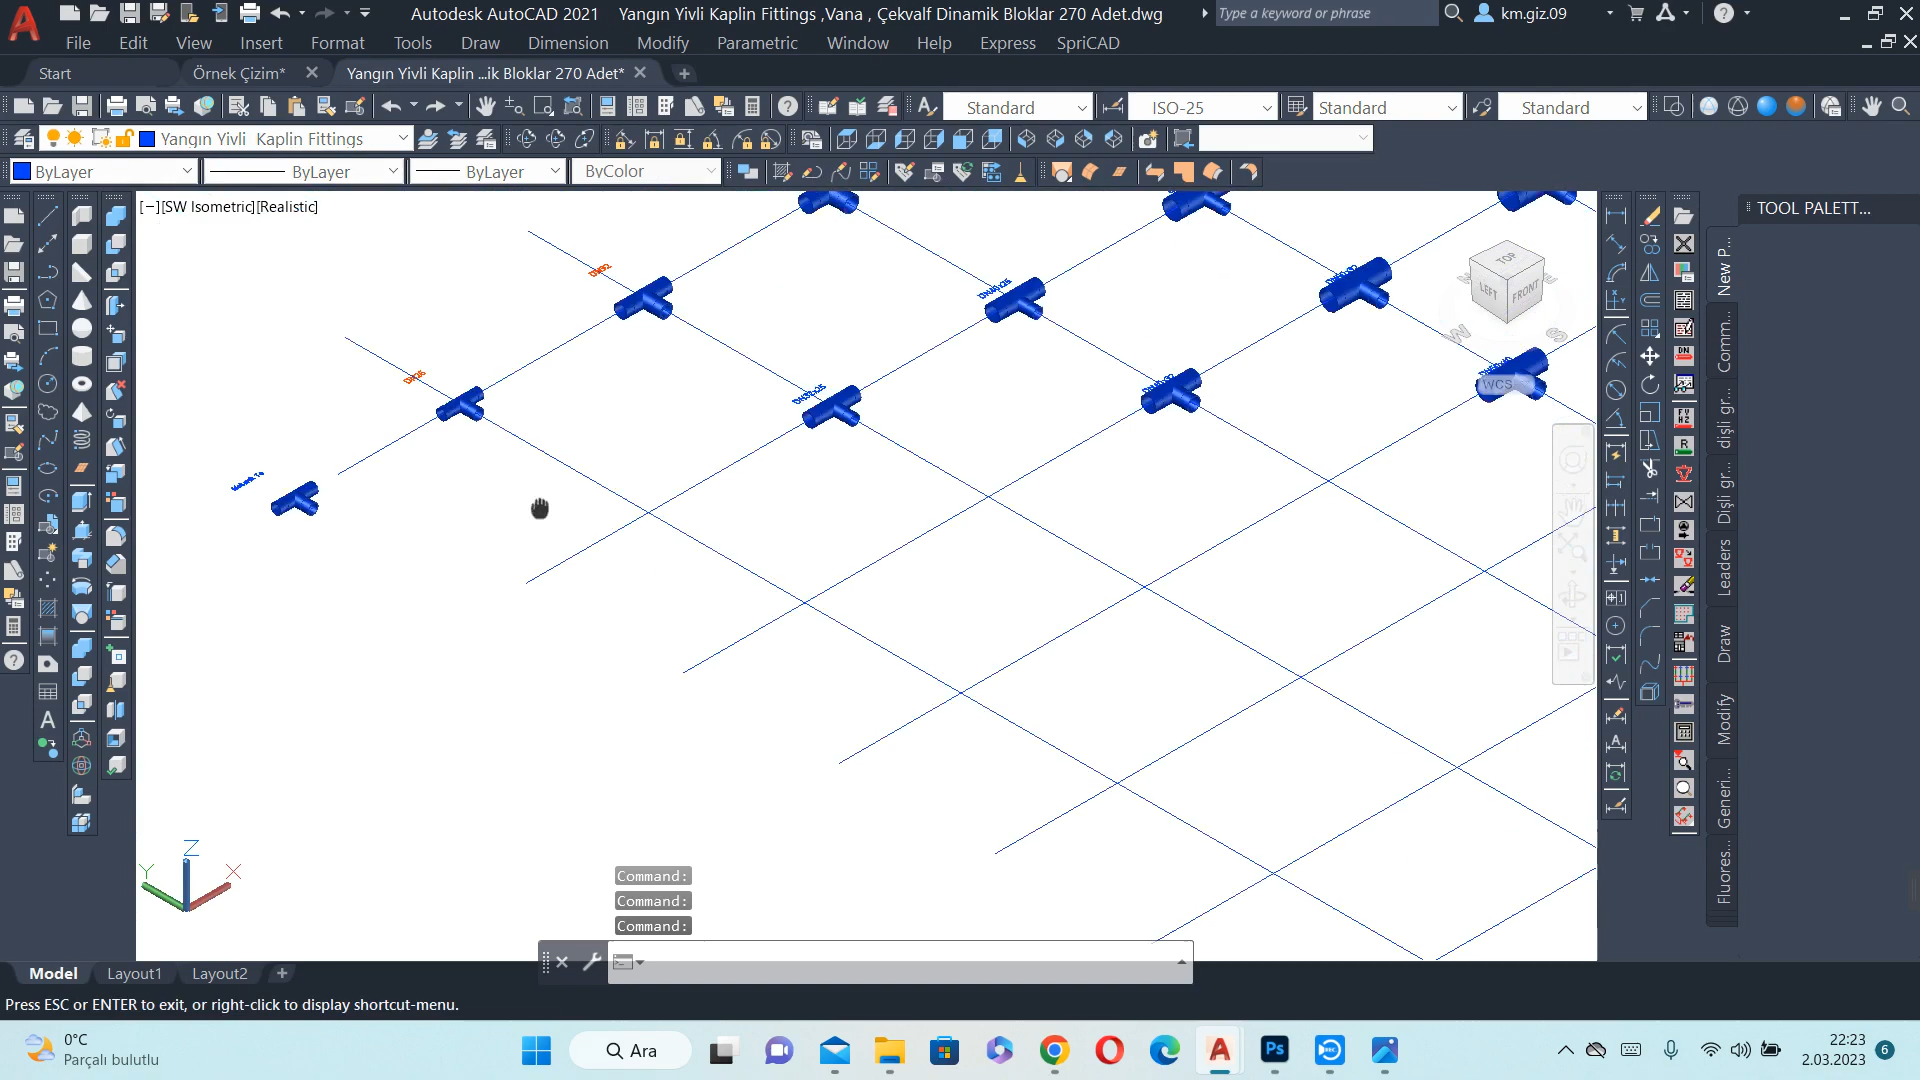 Autodesk AutoCAD 2021 Yangın Yivli Kaplin Fittings ,Vana , Çekvalf Dinamik Bloklar 270 Adet.dwg
Type a keyword or phrase
km.giz.09
File Edit View Insert Format Tools Draw Dimension Modify Parametric Window Help Express SpriCAD
Start Örnek Çizim* Yangın Yivli Kaplin ...ik Bloklar 270 Adet*
Standard ISO-25 Standard Standard
Yangın Yivli Kaplin Fittings
ByLayer ByLayer ByLayer ByColor
[−][SW Isometric][Realistic]
TOOL PALETT...
New P...
Comm...
dişli gr...
Dişli gr...
Leaders
Draw
Modify
Generi...
Fluores...
TOP
LEFT FRONT
W S
WCS
Z
Y X
Command:
Command:
Command:
Model Layout1 Layout2
Press ESC or ENTER to exit, or right-click to display shortcut-menu.
0°C
Parçalı bulutlu
Ara
22:23
2.03.2023
6